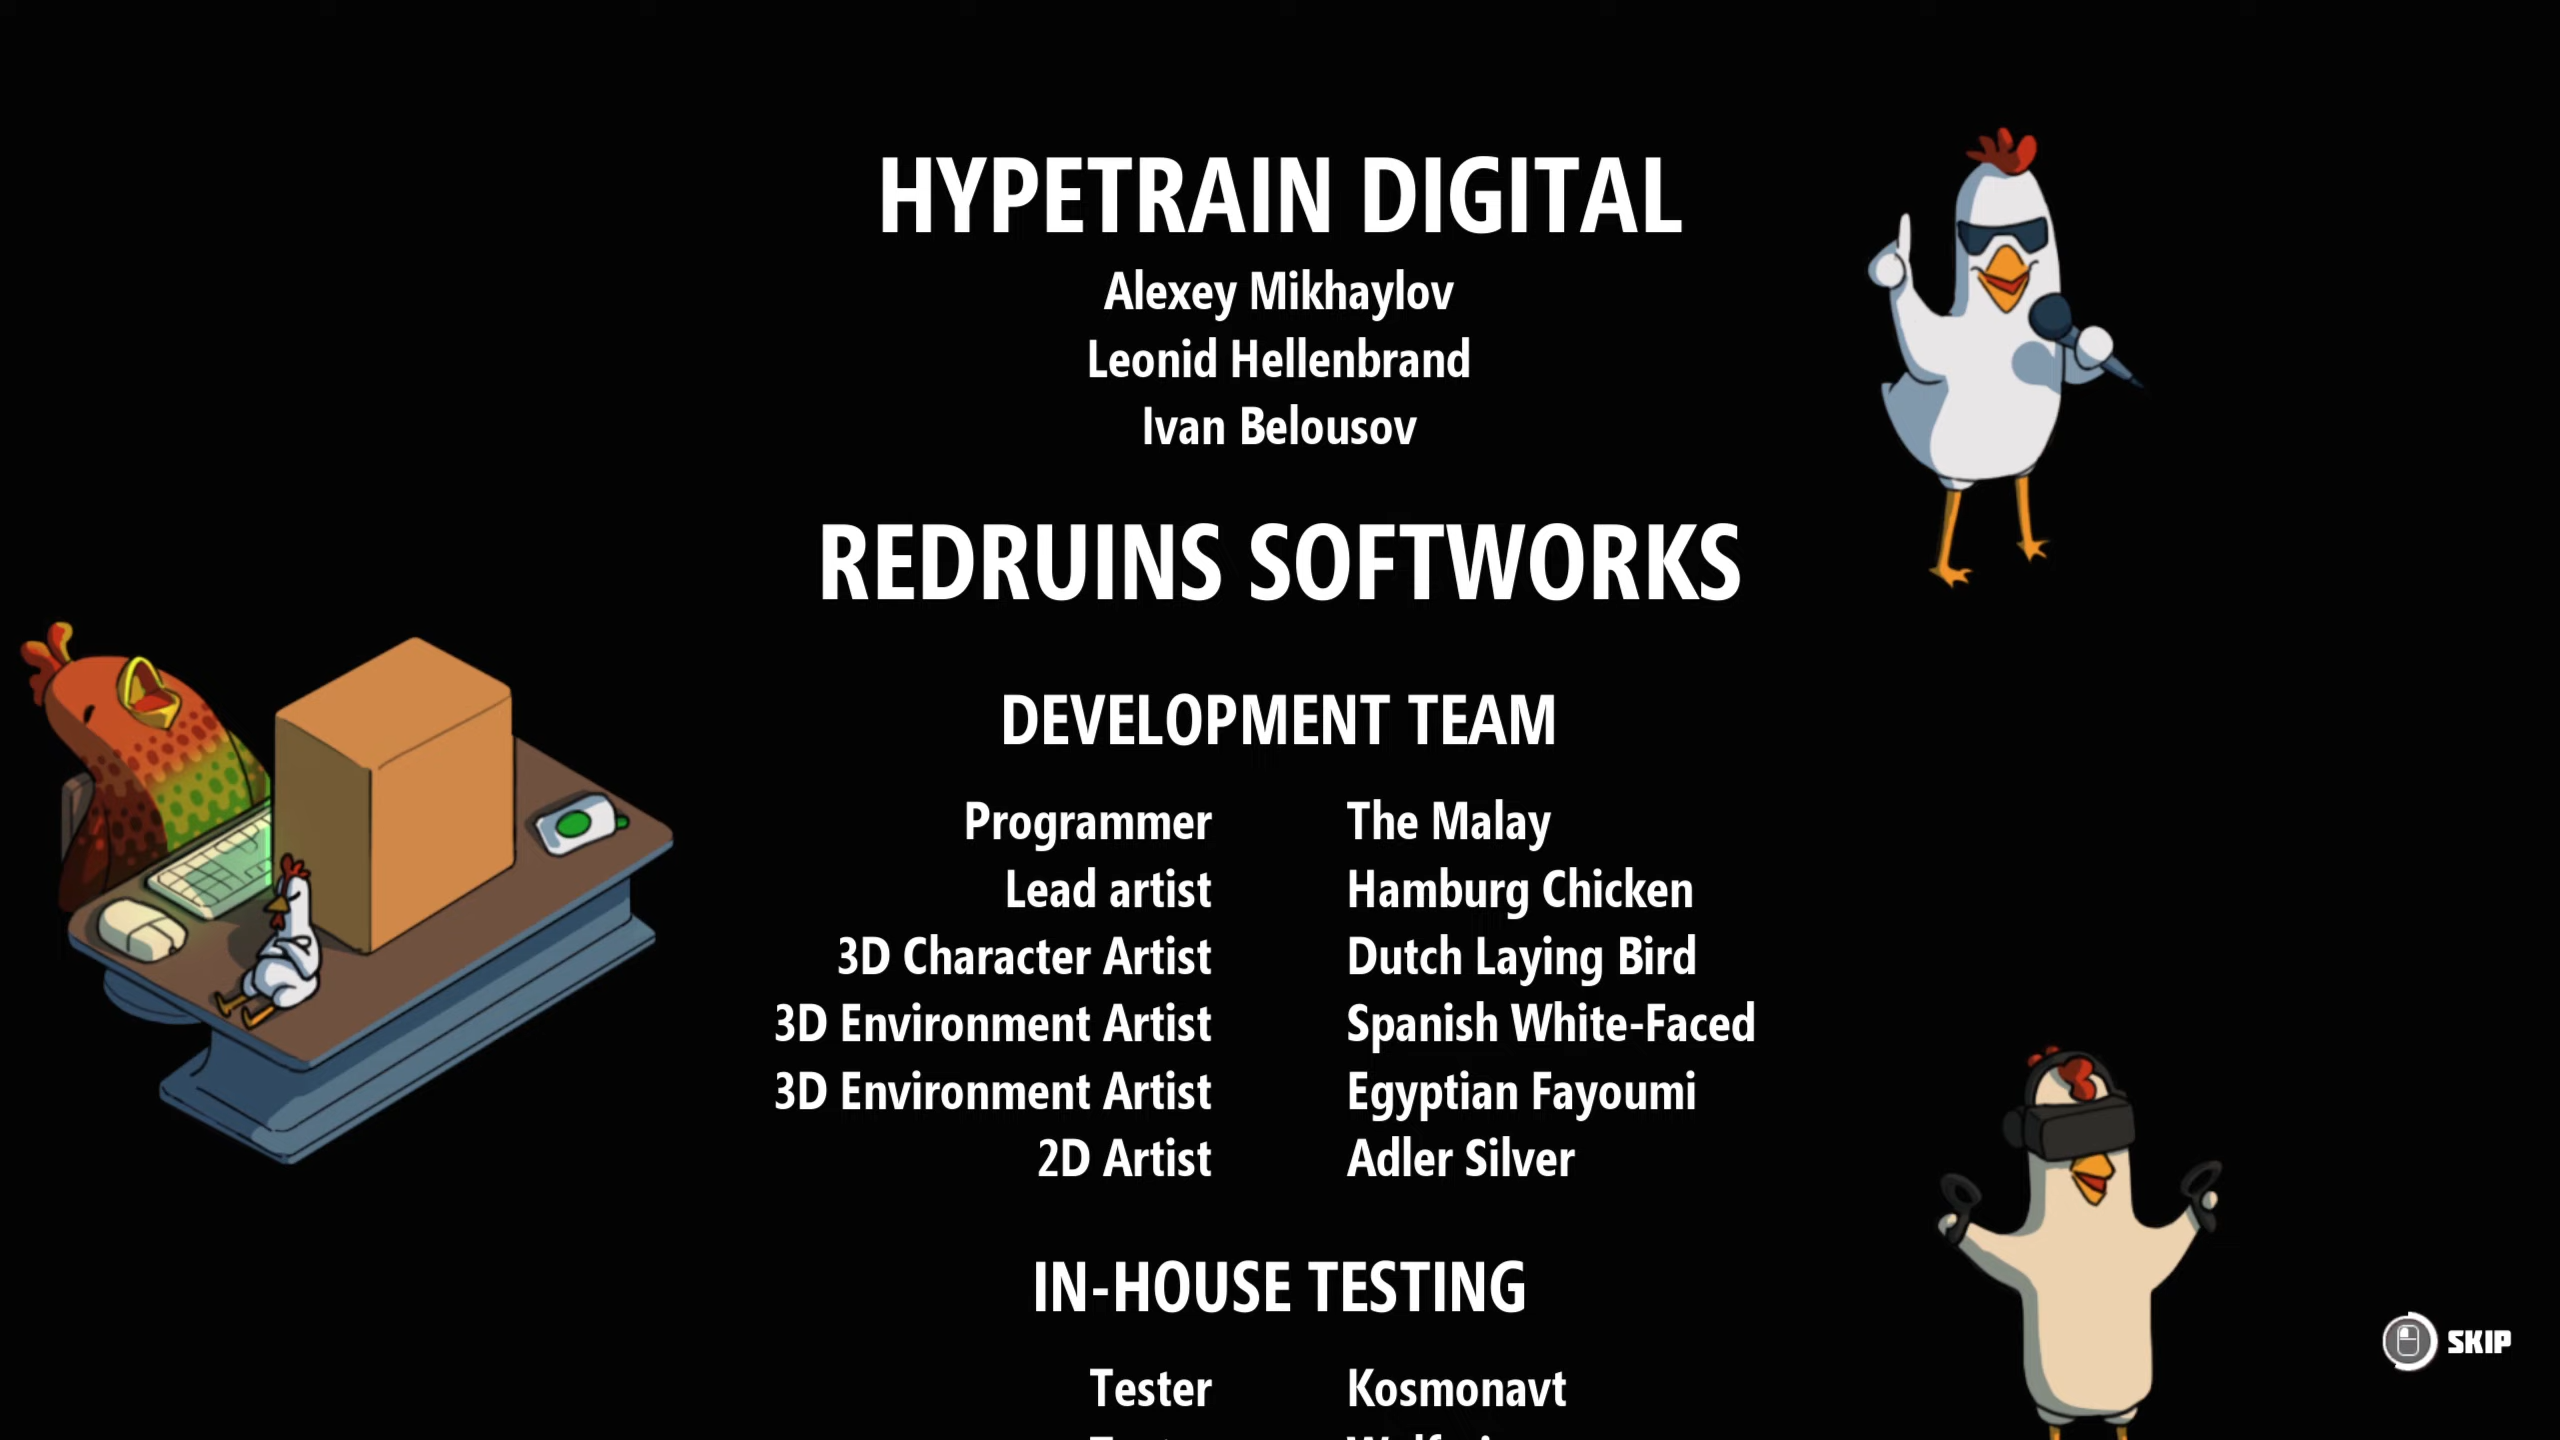 HYPETRAIN DIGITAL
Alexey Mikhaylov
Leonid Hellenbrand
Ivan Belousov
REDRUINS SOFTWORKS
DEVELOPMENT TEAM
Programmer The Malay
Lead artist Hamburg Chicken
3D Character Artist Dutch Laying Bird
3D Environment Artist Spanish White-Faced
3D Environment Artist Egyptian Fayoumi
2D Artist Adler Silver
IN-HOUSE TESTING
Tester Kosmonavt
SKIP